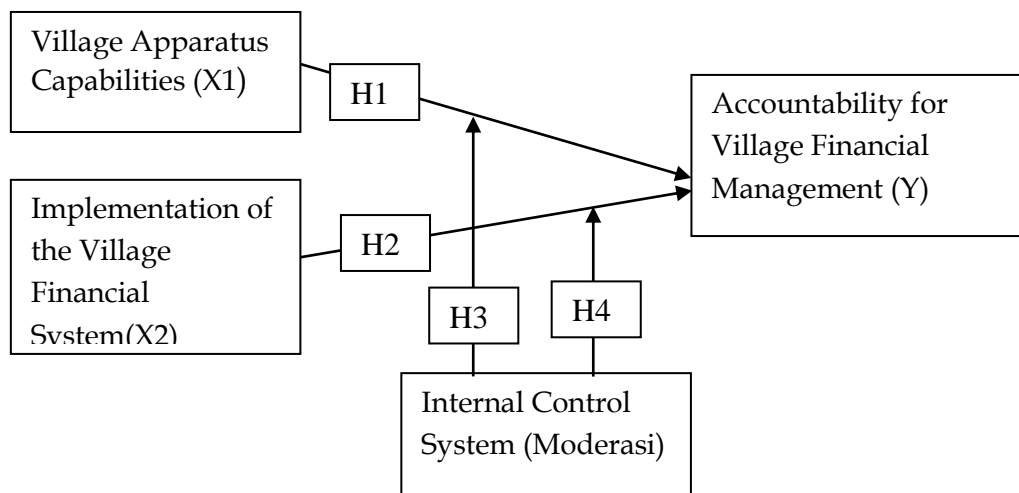 Village Apparatus
Capabilities (X1)
H1
Accountability for
Village Financial
Management (Y)
Implementation of
the Village
Financial
System(X2)
H2
H3
H4
Internal Control
System (Moderasi)